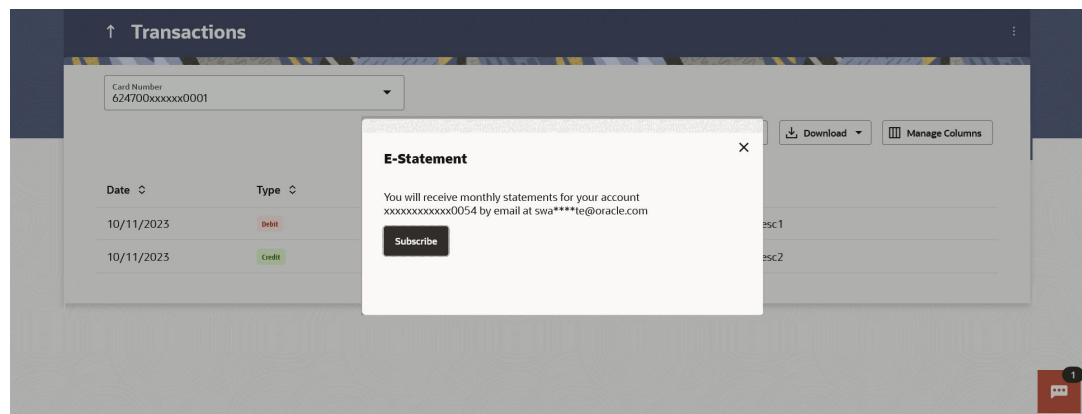 ↑ Transactions
Card Number
624700xxxxxx0001
Download
Manage Columns
E-Statement
You will receive monthly statements for your account
xxxxxxxxxxxx0054 by email at swa****te@oracle.com
Subscribe
Date
Type
10/11/2023
Debit
esc1
10/11/2023
Credit
esc2
1